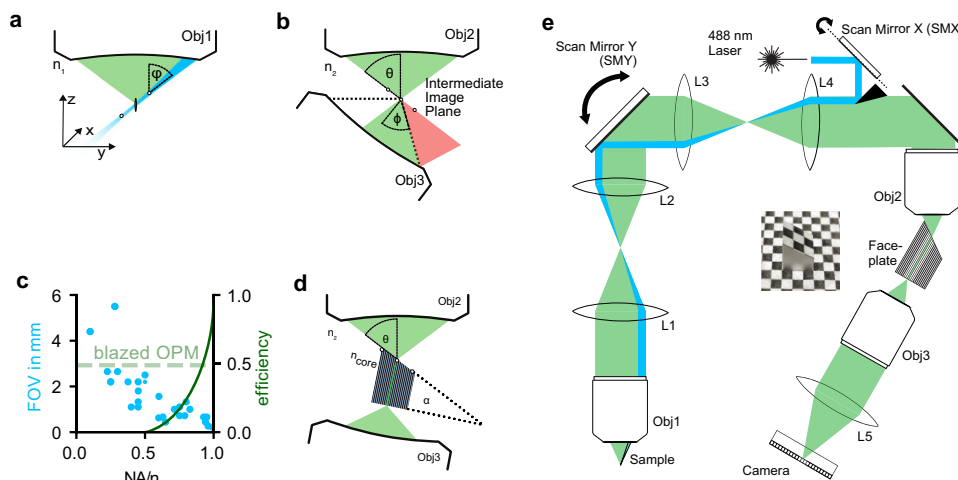 a
Obj1
n1
φ
z
x
y
b
Obj2
n2
θ
Intermediate
Image
Plane
ϕ
Obj3
c
6
4
2
0
FOV in mm
blazed OPM
1.0
0.5
0.0
efficiency
0.0
0.5
1.0
NA/n
d
Obj2
n2
θ
ncore
α
Obj3
e
Scan Mirror Y
(SMY)
488 nm
Laser
Scan Mirror X (SMX)
L3
L4
L2
Obj2
Face-
plate
L1
Obj3
Obj1
L5
Sample
Camera